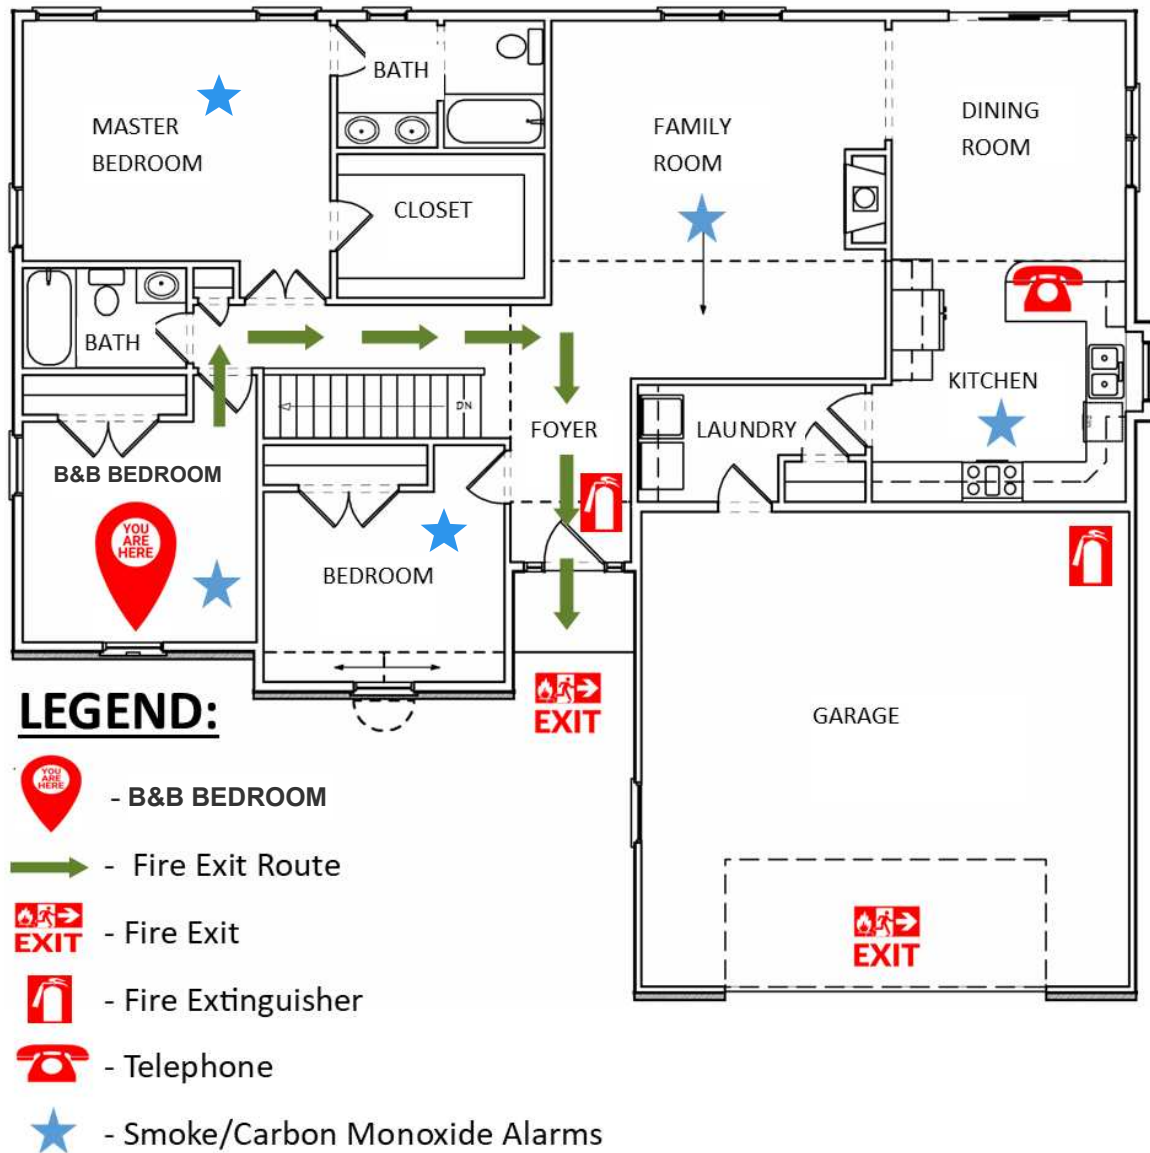 BATH
MASTER
BEDROOM
FAMILY
ROOM
DINING
ROOM
CLOSET
BATH
KITCHEN
DN
FOYER
LAUNDRY
B&B BEDROOM
YOU
ARE
HERE
BEDROOM
EXIT
GARAGE
EXIT
LEGEND:
YOU
ARE
HERE
- B&B BEDROOM
- Fire Exit Route
EXIT
- Fire Exit
- Fire Extinguisher
- Telephone
- Smoke/Carbon Monoxide Alarms